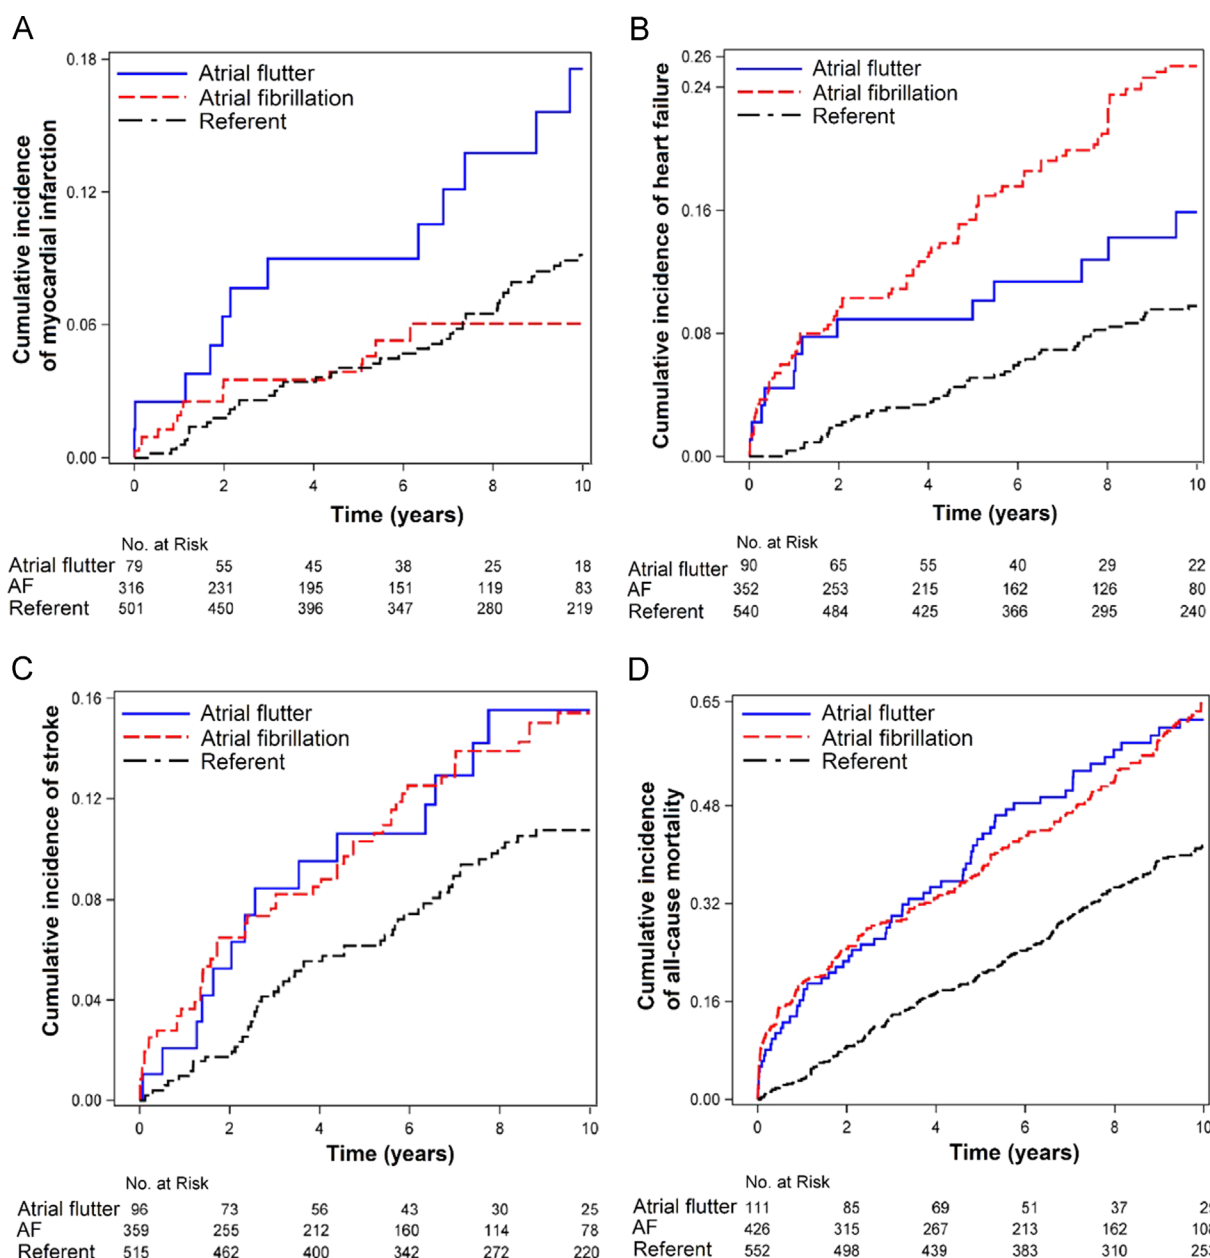 A
Cumulative incidence
of myocardial infarction
0.18
0.12
0.06
0.00
Atrial flutter
Atrial fibrillation
Referent
0 2 4 6 8 10
Time (years)
No. at Risk
Atrial flutter 79 55 45 38 25 18
AF 316 231 195 151 119 83
Referent 501 450 396 347 280 219
B
Cumulative incidence of heart failure
0.26
0.24
0.16
0.08
0.00
Atrial flutter
Atrial fibrillation
Referent
0 2 4 6 8 10
Time (years)
No. at Risk
Atrial flutter 90 65 55 40 29 22
AF 352 253 215 162 126 80
Referent 540 484 425 366 295 240
C
Cumulative incidence of stroke
0.16
0.12
0.08
0.04
0.00
Atrial flutter
Atrial fibrillation
Referent
0 2 4 6 8 10
Time (years)
No. at Risk
Atrial flutter 96 73 56 43 30 25
AF 359 255 212 160 114 78
Referent 515 462 400 342 272 220
D
Cumulative incidence
of all-cause mortality
0.65
0.48
0.32
0.16
0.00
Atrial flutter
Atrial fibrillation
Referent
0 2 4 6 8 10
Time (years)
No. at Risk
Atrial flutter 111 85 69 51 37
AF 426 315 267 213 162 108
Referent 552 498 439 383 310